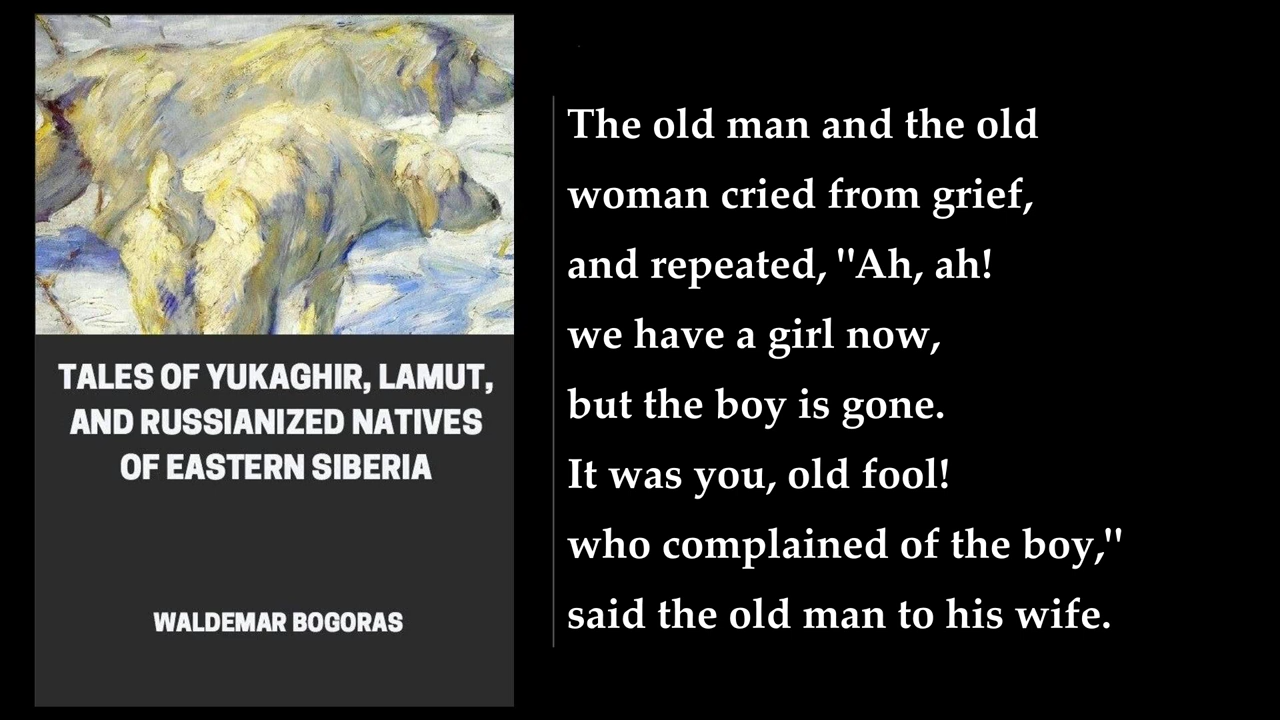 TALES OF YUKAGHIR, LAMUT,
AND RUSSIANIZED NATIVES
OF EASTERN SIBERIA
WALDEMAR BOGORAS
The old man and the old
woman cried from grief,
and repeated, "Ah, ah!
we have a girl now,
but the boy is gone.
It was you, old fool!
who complained of the boy,"
said the old man to his wife.